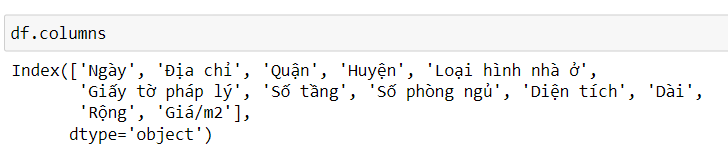 df.columns
Index(['Ngày', 'Địa chỉ', 'Quận', 'Huyện', 'Loại hình nhà ở',
'Giấy tờ pháp lý', 'Số tầng', 'Số phòng ngủ', 'Diện tích', 'Dài',
'Rộng', 'Giá/m2'],
dtype='object')